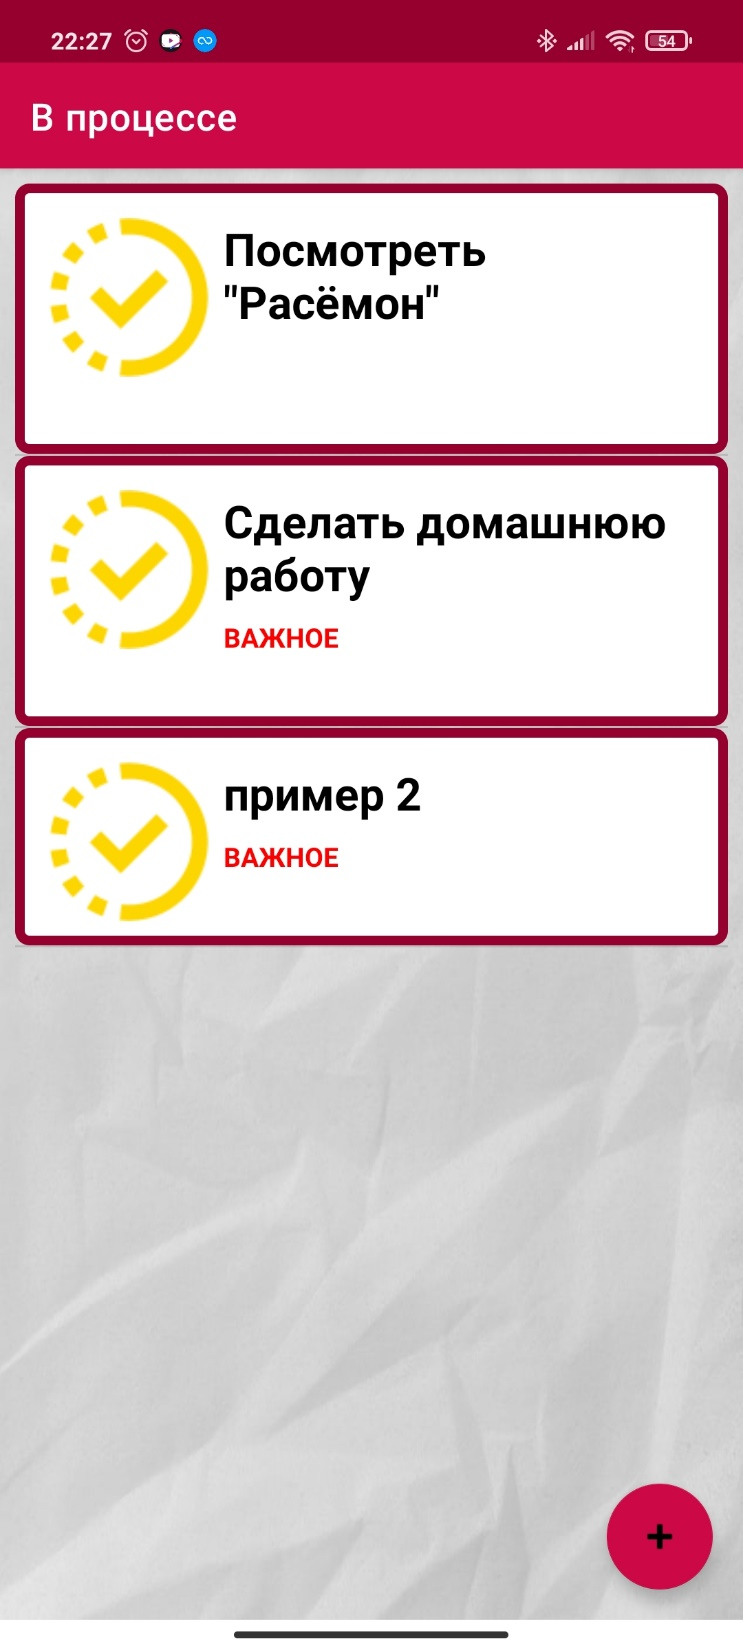 22:27
54
В процессе
Посмотреть
"Расёмон"
Сделать домашнюю
работу
ВАЖНОЕ
пример 2
ВАЖНОЕ
+